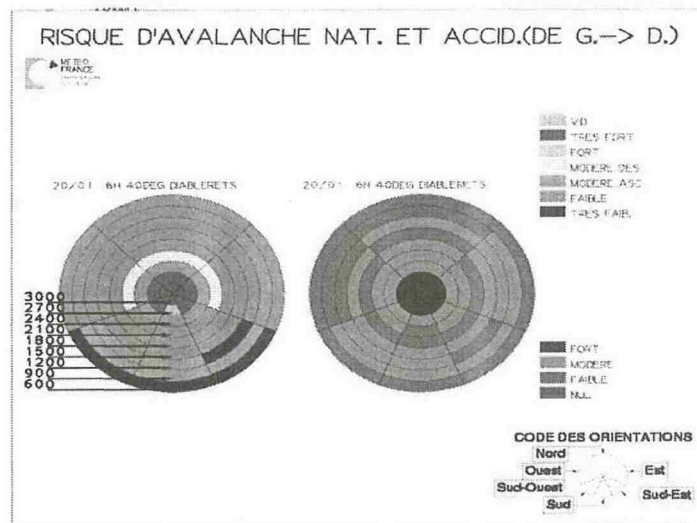 RISQUE D'AVALANCHE NAT. ET ACCID.(DE G.-> D.)
METEO
FRANCE
VID
TRES FORT
FORT
MODERE DES
MODERE ASC
FAIBLE
TRES FAIBL
20/01 6H 40DEG DIABLERETS
20/01 6H 40DEG DIABLERETS
3000
2700
2400
2100
1800
1500
1200
900
600
FORT
MODERE
FAIBLE
NUL
CODE DES ORIENTATIONS
Nord
Ouest
Est
Sud-Ouest
Sud-Est
Sud